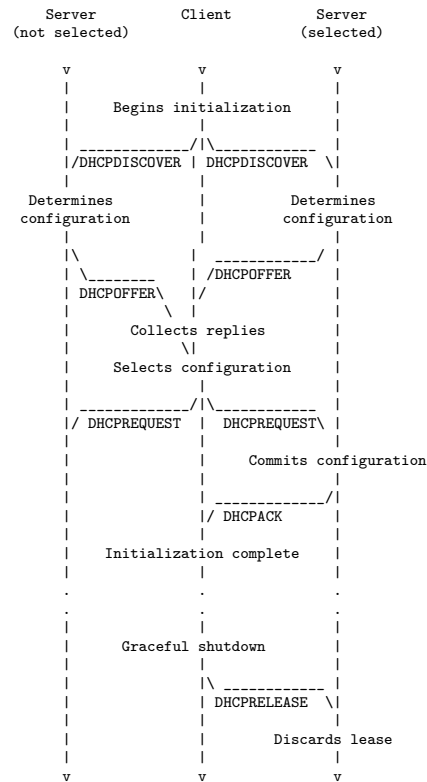 Server Client Server
(not selected) (selected)
v v v
Begins initialization
DHCPDISCOVER DHCPDISCOVER
Determines Determines
configuration configuration
DHCPOFFER
DHCPOFFER
Collects replies
Selects configuration
DHCPREQUEST DHCPREQUEST
Commits configuration
DHCPACK
Initialization complete
. . .
. . .
Graceful shutdown
DHCPRELEASE
Discards lease
v v v